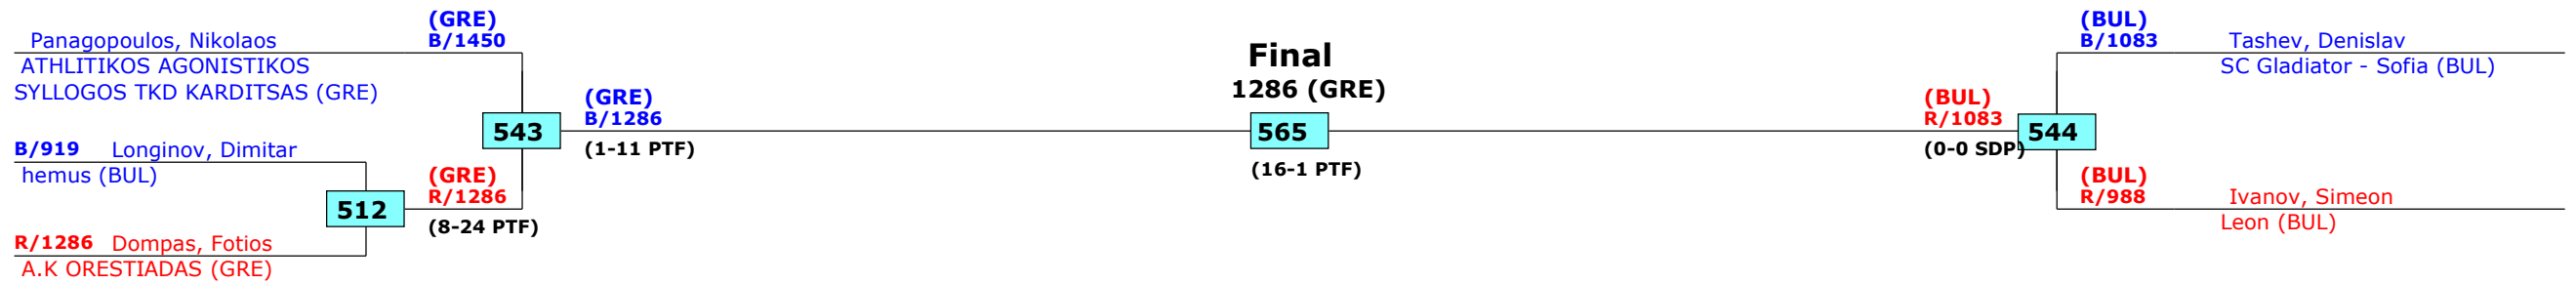 (GRE)
B/1450
Panagopoulos, Nikolaos
ATHLITIKOS AGONISTIKOS
SYLLOGOS TKD KARDITSAS (GRE)
543
(GRE)
B/1286
(1-11 PTF)
B/919 Longinov, Dimitar
hemus (BUL)
512
(GRE)
R/1286
(8-24 PTF)
R/1286 Dompas, Fotios
A.K ORESTIADAS (GRE)
Final
1286 (GRE)
565
(16-1 PTF)
(BUL)
R/1083
(0-0 SDP)
544
(BUL)
B/1083 Tashev, Denislav
SC Gladiator - Sofia (BUL)
(BUL)
R/988 Ivanov, Simeon
Leon (BUL)